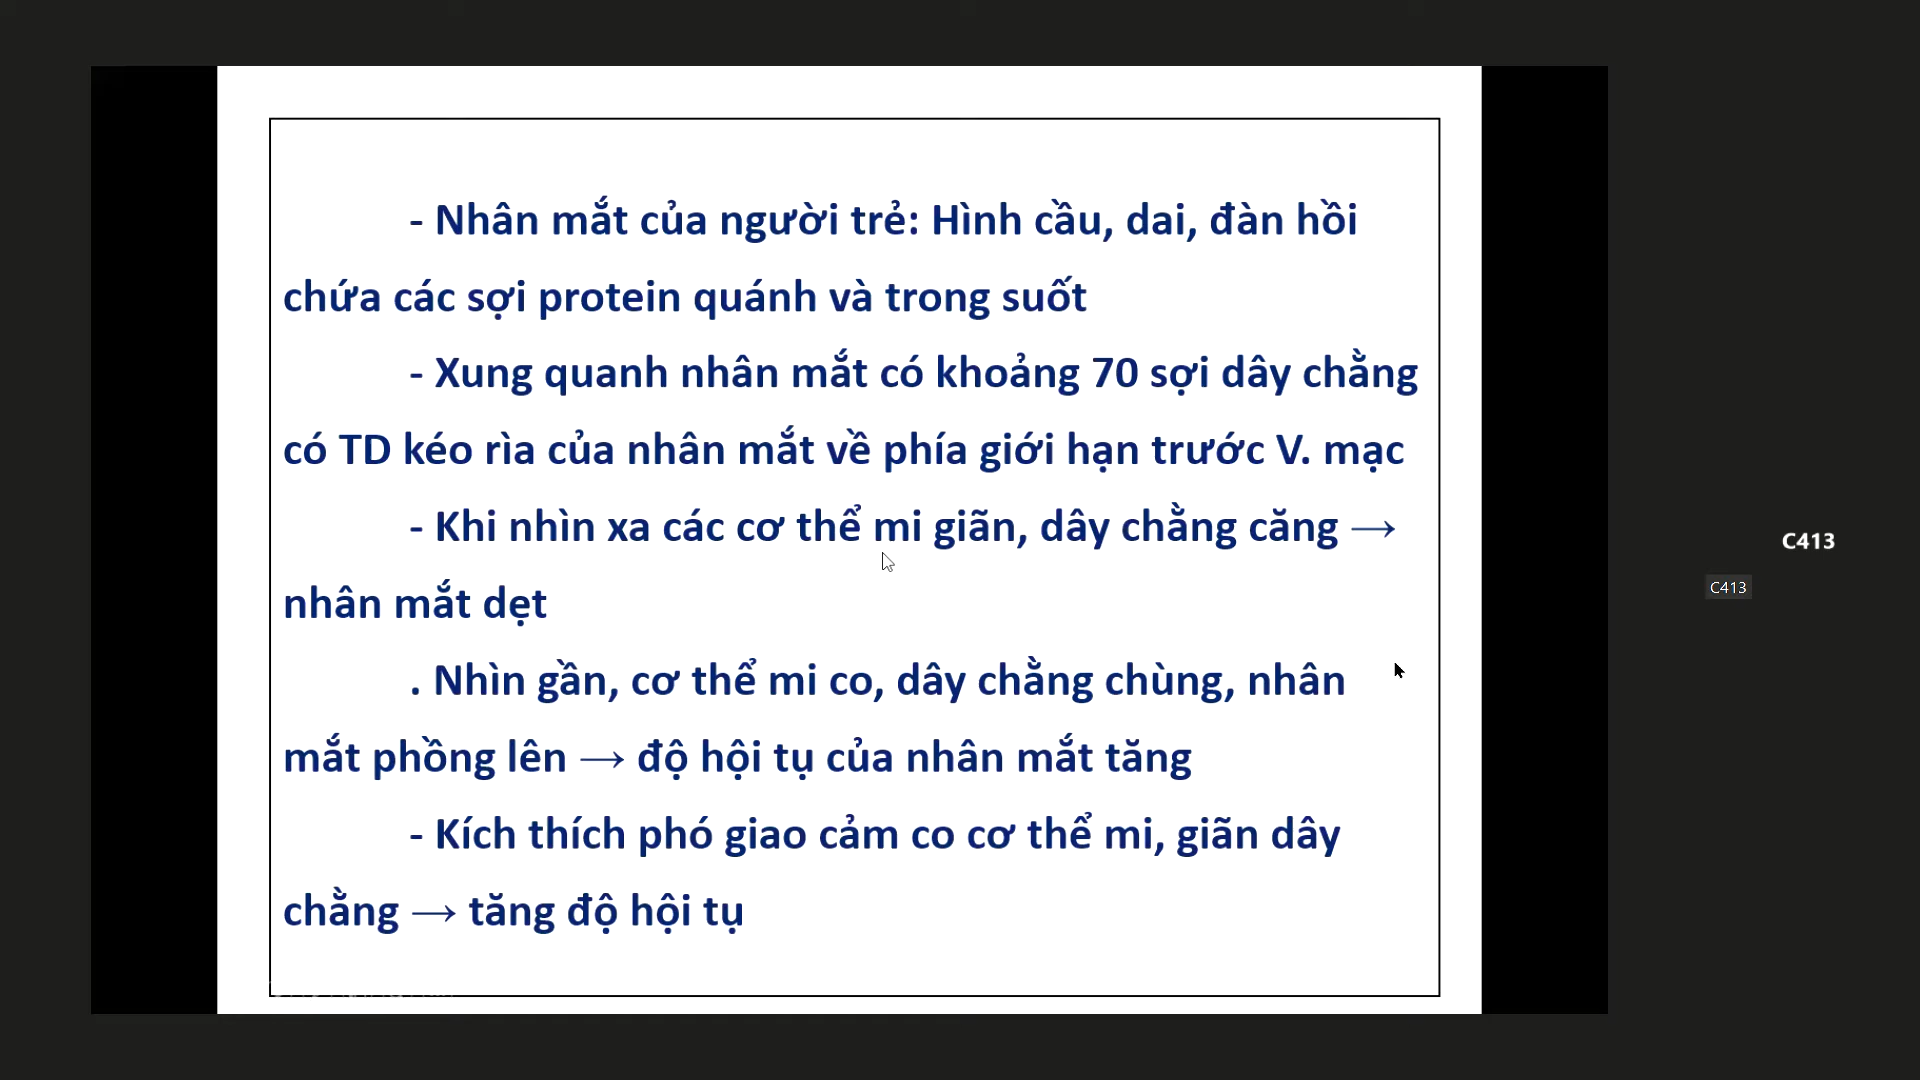 - Nhân mắt của người trẻ: Hình cầu, dai, đàn hồi
chứa các sợi protein quánh và trong suốt
- Xung quanh nhân mắt có khoảng 70 sợi dây chằng
có TD kéo rìa của nhân mắt về phía giới hạn trước V. mạc
- Khi nhìn xa các cơ thể mi giãn, dây chằng căng →
nhân mắt dẹt
. Nhìn gần, cơ thể mi co, dây chằng chùng, nhân
mắt phồng lên → độ hội tụ của nhân mắt tăng
- Kích thích phó giao cảm co cơ thể mi, giãn dây
chằng → tăng độ hội tụ
C413
C413